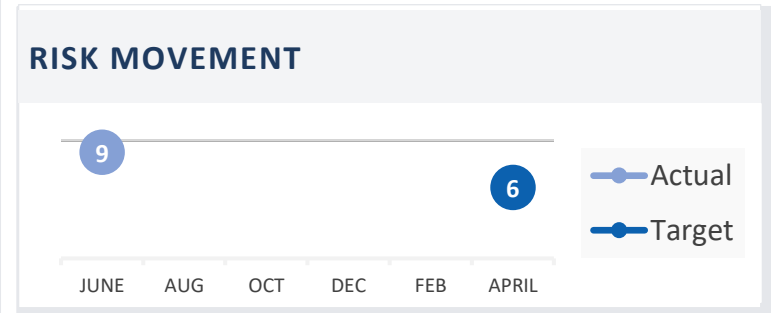 RISK MOVEMENT
9
6
JUNE AUG OCT DEC FEB APRIL
Actual
Target